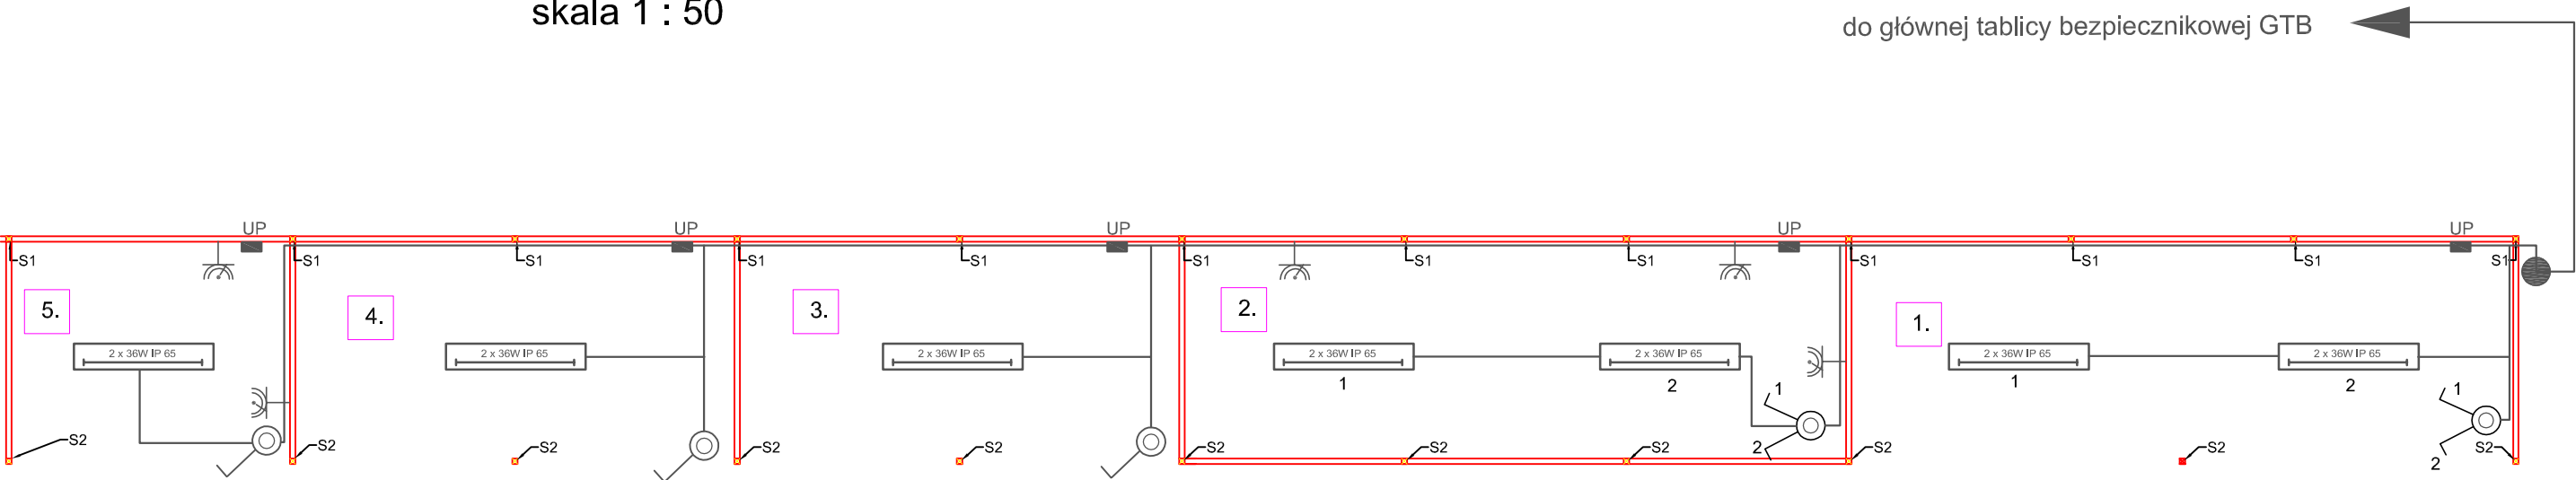 skala 1 : 50
do głównej tablicy bezpiecznikowej GTB
UP UP UP UP UP
S1 S1 S1 S1 S1 S1 S1 S1 S1 S1 S1 S1
5. 4. 3. 2. 1.
2 x 36W IP 65 2 x 36W IP 65 2 x 36W IP 65 2 x 36W IP 65 2 x 36W IP 65 2 x 36W IP 65 2 x 36W IP 65
1 2 1 2
1 1
S2 S2 S2 S2 S2 S2 S2 S2 2 S2 S2 2 S2